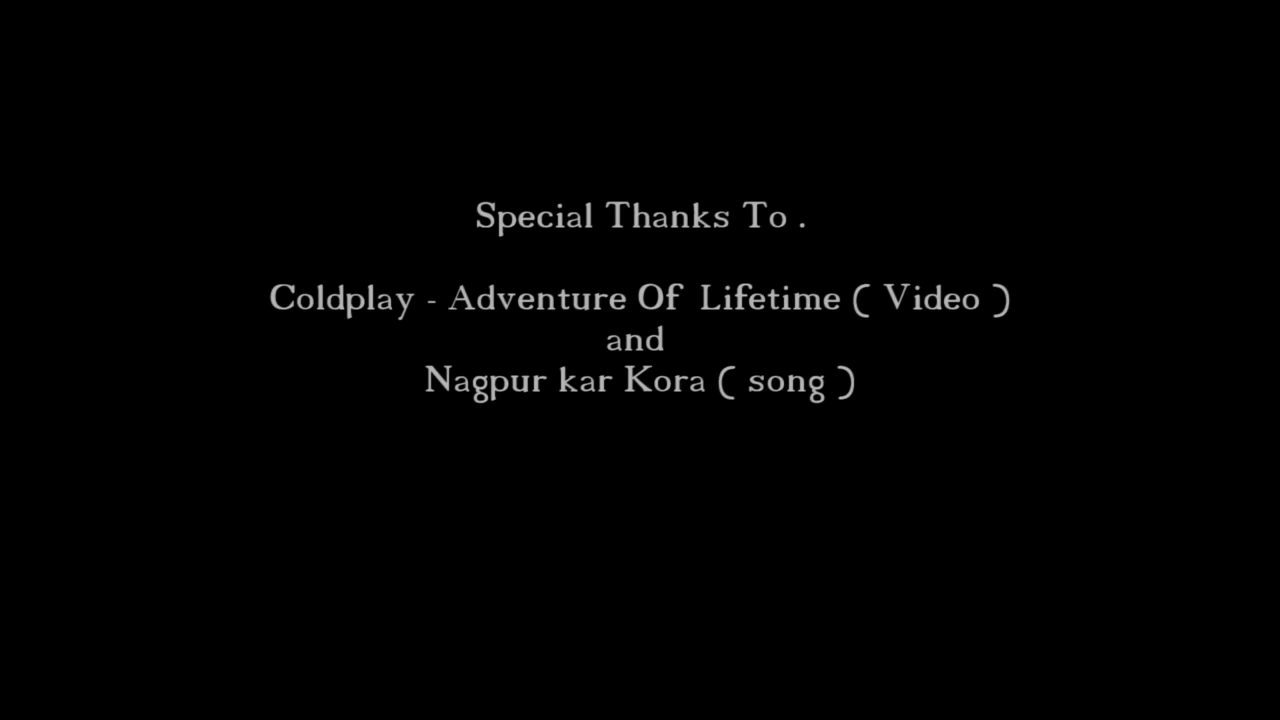 Special Thanks To .
Coldplay - Adventure Of Lifetime ( Video )
and
Nagpur kar Kora ( song )